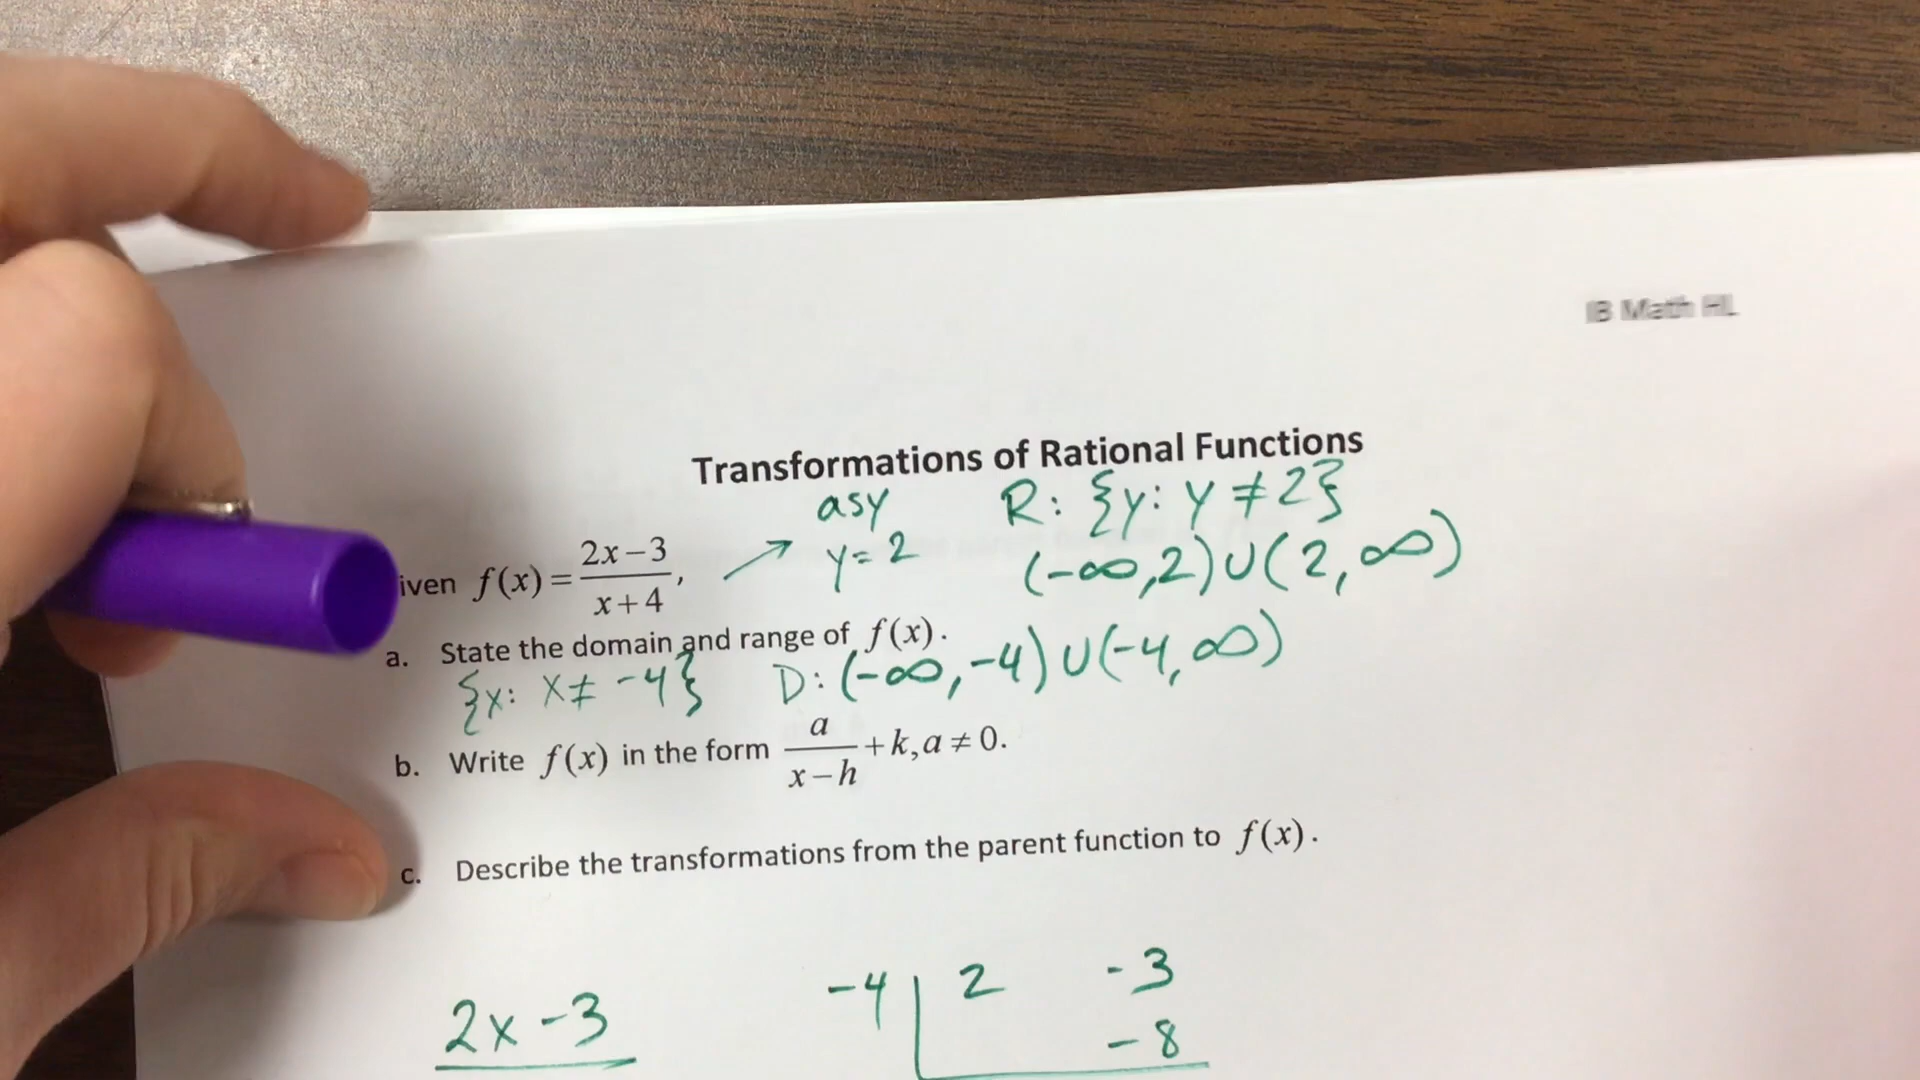 IB Math HL
Transformations of Rational Functions
asy R: {y: y ≠ 2}
iven f(x) = (2x−3)/(x+4), → y = 2 (-∞,2)∪(2,∞)
a. State the domain and range of f(x).
{x: x ≠ -4} D: (-∞,-4)∪(-4,∞)
b. Write f(x) in the form a/(x−h) + k, a ≠ 0.
c. Describe the transformations from the parent function to f(x).
2x -3 -4 | 2 -3
-8